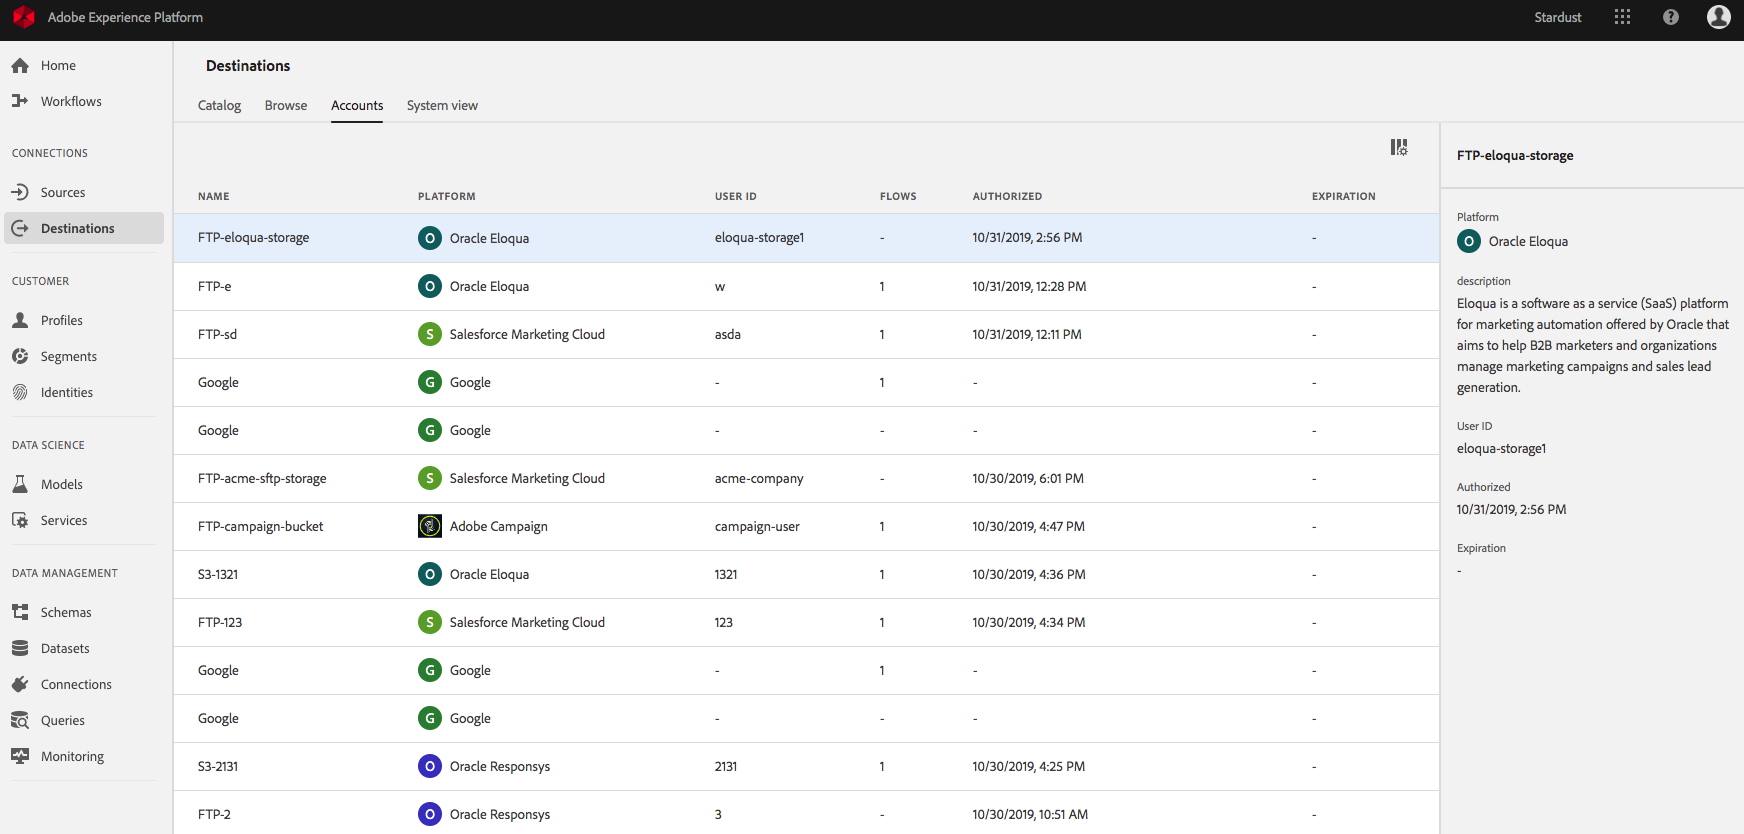 Adobe Experience Platform
Stardust
Home
Workflows
CONNECTIONS
Sources
Destinations
CUSTOMER
Profiles
Segments
Identities
DATA SCIENCE
Models
Services
DATA MANAGEMENT
Schemas
Datasets
Connections
Queries
Monitoring
Destinations
Catalog Browse Accounts System view
NAME PLATFORM USER ID FLOWS AUTHORIZED EXPIRATION
FTP-eloqua-storage O Oracle Eloqua eloqua-storage1 - 10/31/2019, 2:56 PM -
FTP-e O Oracle Eloqua w 1 10/31/2019, 12:28 PM -
FTP-sd S Salesforce Marketing Cloud asda 1 10/31/2019, 12:11 PM -
Google G Google - 1 - -
Google G Google - - - -
FTP-acme-sftp-storage S Salesforce Marketing Cloud acme-company - 10/30/2019, 6:01 PM -
FTP-campaign-bucket Adobe Campaign campaign-user 1 10/30/2019, 4:47 PM -
S3-1321 O Oracle Eloqua 1321 1 10/30/2019, 4:36 PM -
FTP-123 S Salesforce Marketing Cloud 123 1 10/30/2019, 4:34 PM -
Google G Google - 1 - -
Google G Google - - - -
S3-2131 O Oracle Responsys 2131 1 10/30/2019, 4:25 PM -
FTP-2 O Oracle Responsys 3 - 10/30/2019, 10:51 AM -
FTP-eloqua-storage
Platform
O Oracle Eloqua
description
Eloqua is a software as a service (SaaS) platform
for marketing automation offered by Oracle that
aims to help B2B marketers and organizations
manage marketing campaigns and sales lead
generation.
User ID
eloqua-storage1
Authorized
10/31/2019, 2:56 PM
Expiration
-